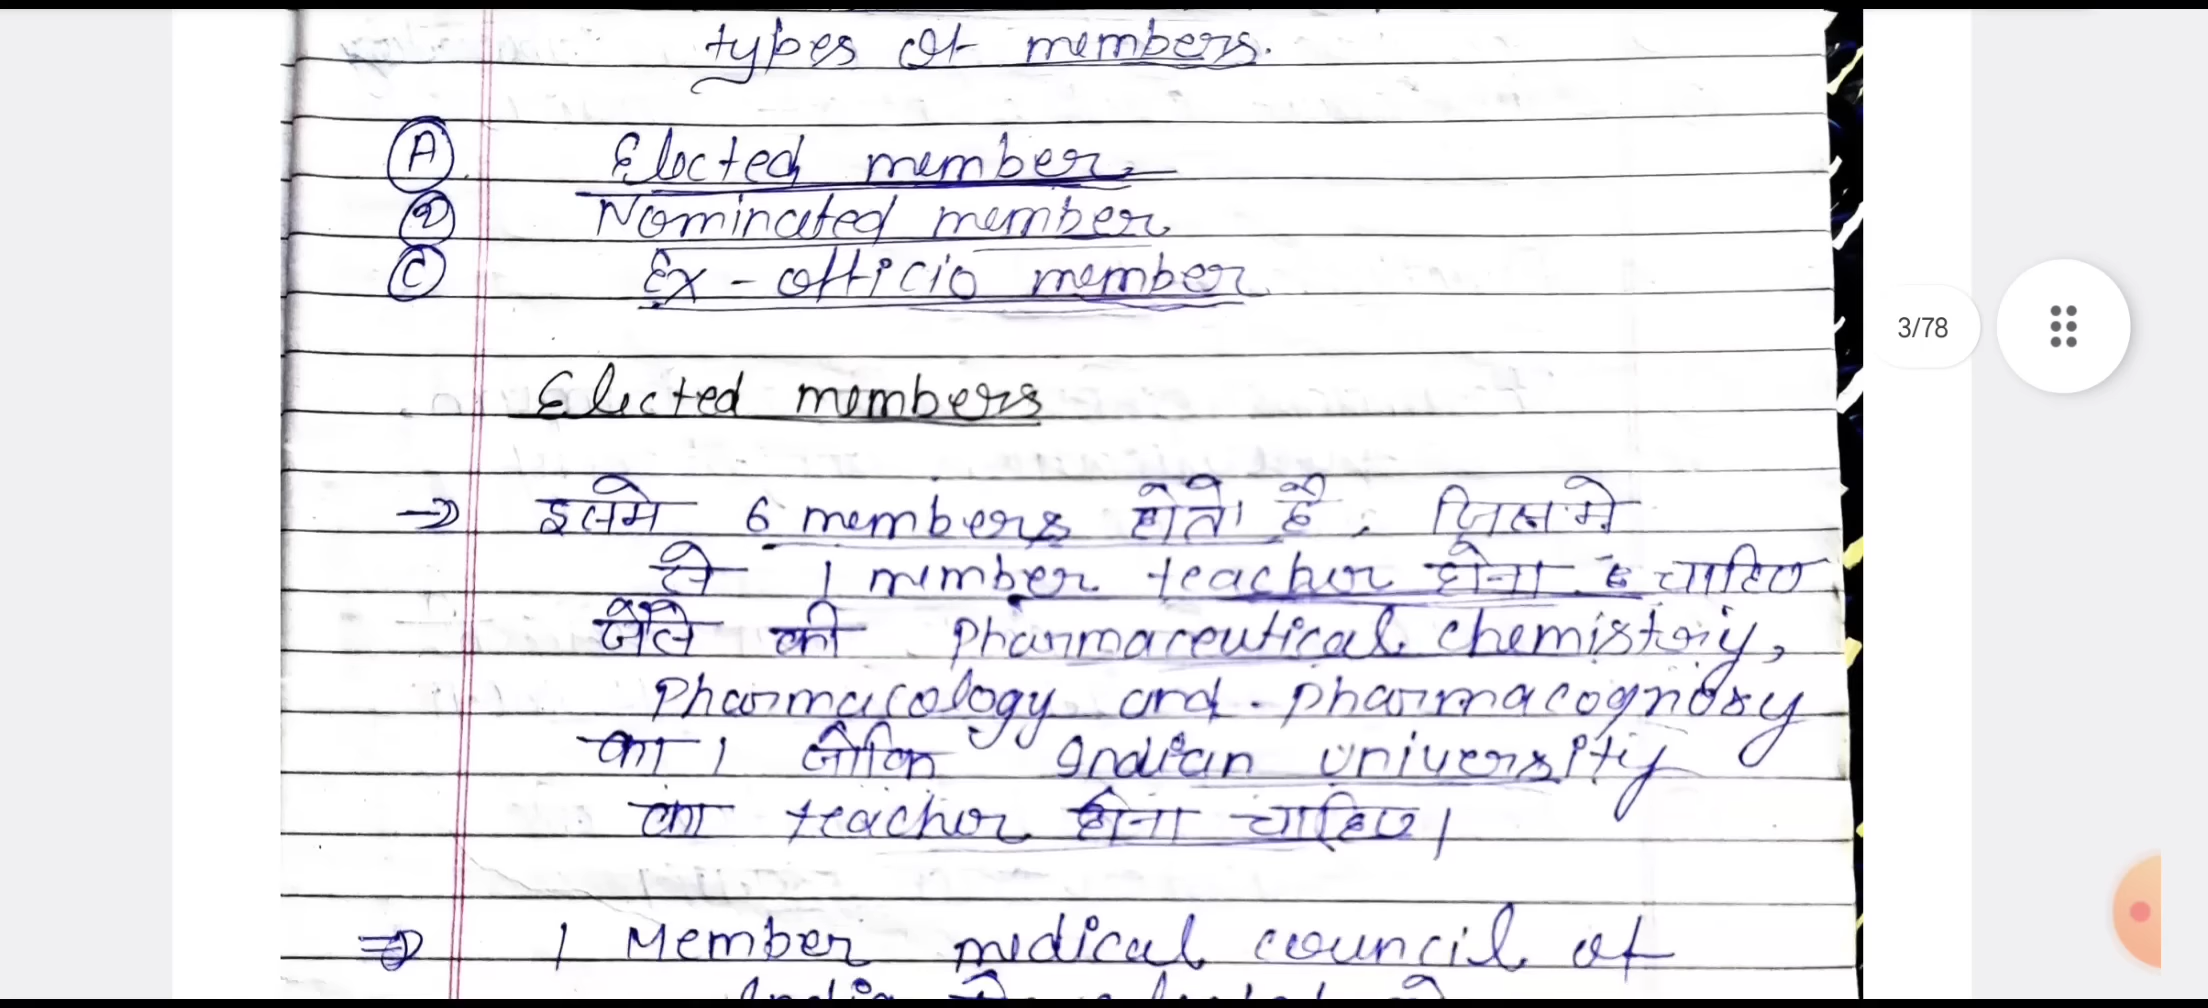 types of members.
A Elected member.
B Nominated member
C Ex - officio member
Elected members
→ इसमे 6 members होते है, जिसमे
से 1 member teacher होना चाहिए
जैसे की Pharmaceutical chemistry,
Pharmacology and pharmacognosy
का। जोकि Indian university
का teacher होना चाहिए।
⇒ 1 Member medical council of
3/78